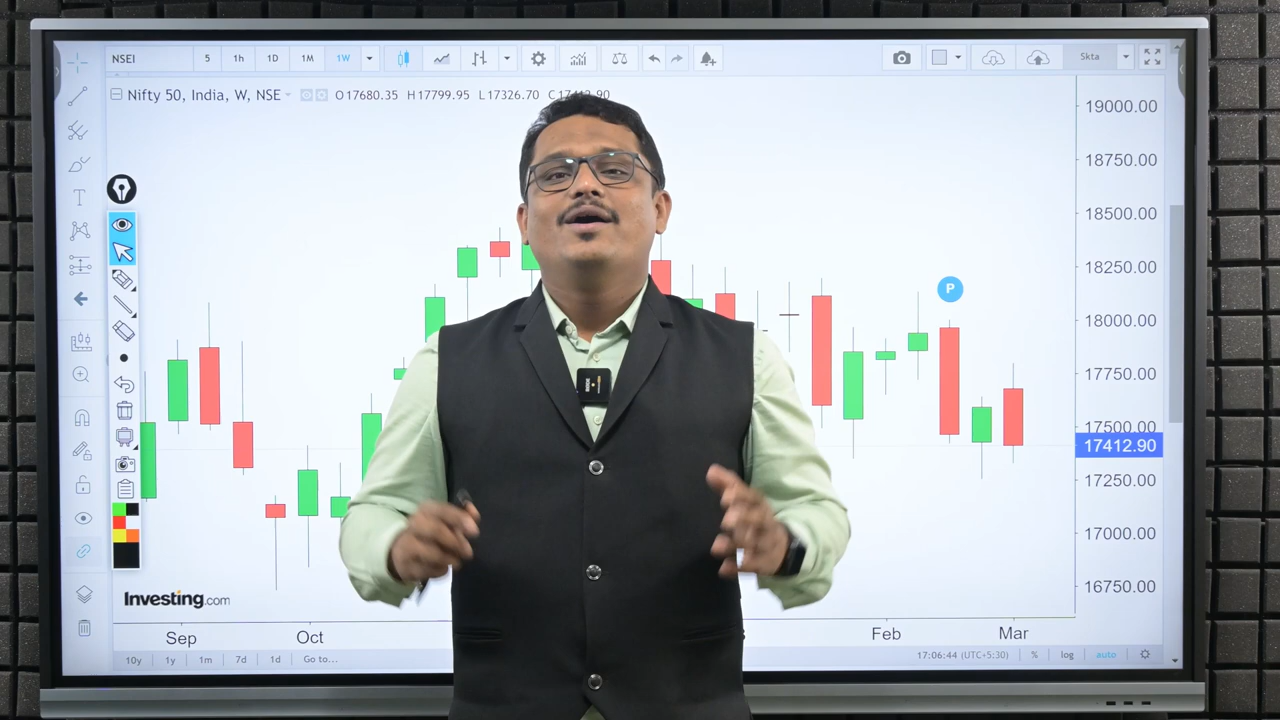 NSEI 5 1h 1D 1M 1W Skta
Nifty 50, India, W, NSE O17680.35 H17799.95 L17326.70 C17412.90
19000.00
18750.00
18500.00
18250.00
P
18000.00
17750.00
17500.00
17412.90
17250.00
17000.00
16750.00
Investing.com
Sep Oct Feb Mar
10y 1y 1m 7d 1d Go to... 17:06:44 (UTC+5:30) % log auto